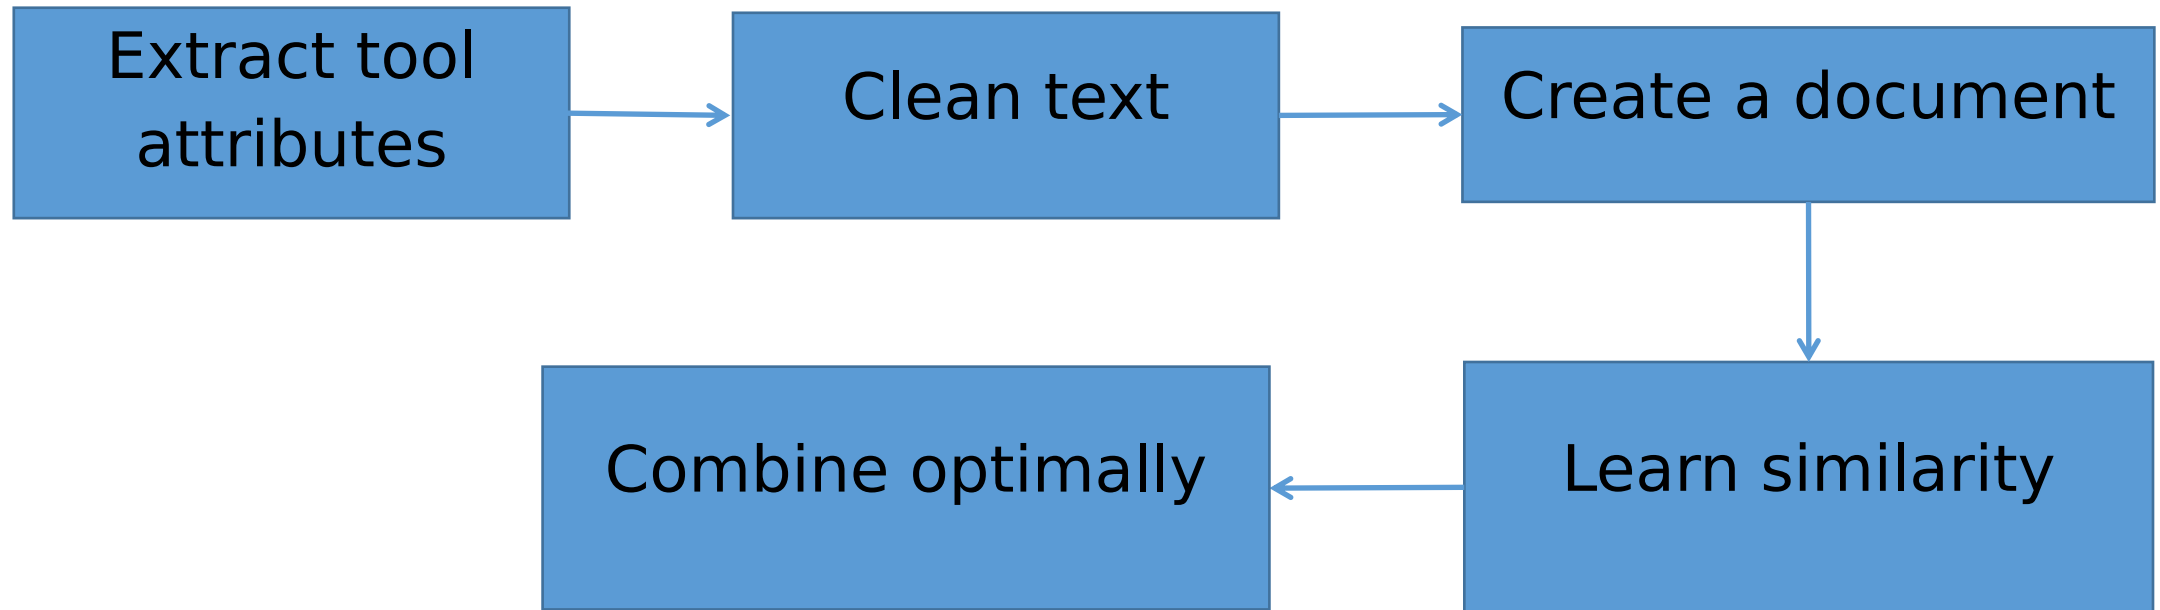 Extract tool
attributes
Clean text
Create a document
Learn similarity
Combine optimally